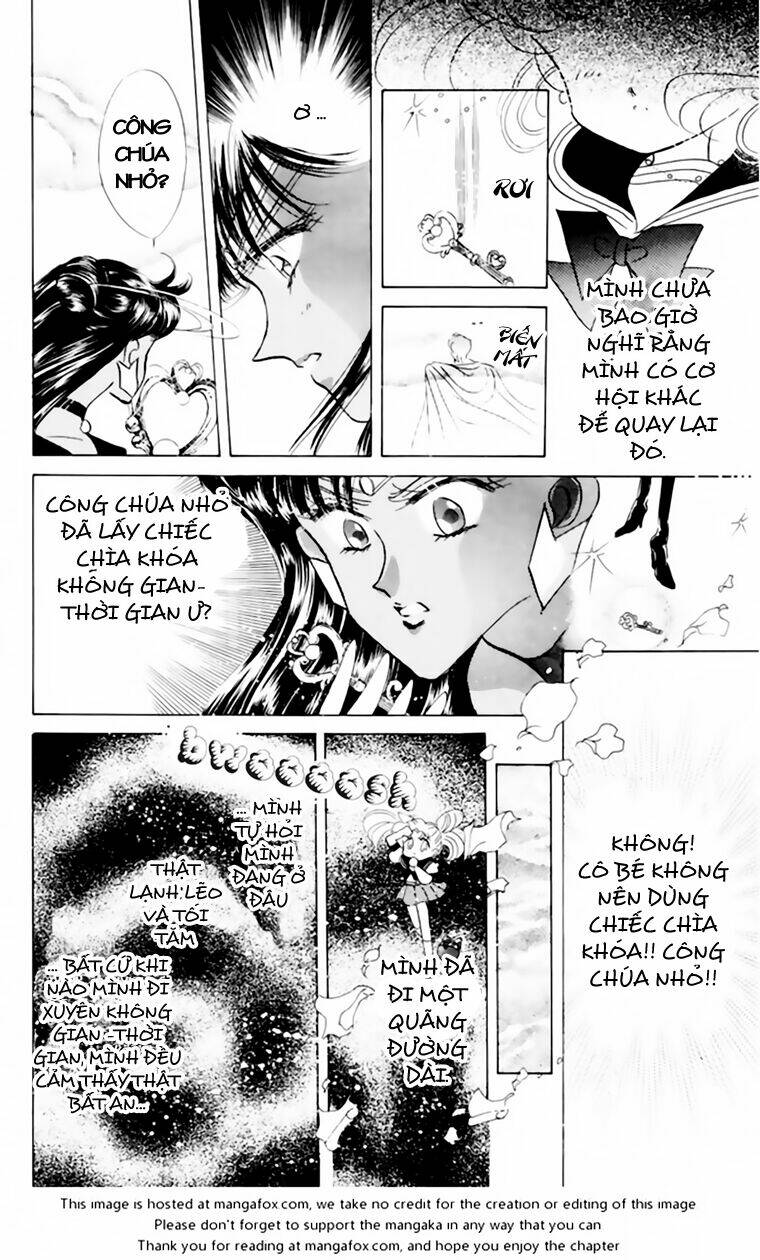 MÌNH CHƯA
BAO GIỜ
NGHĨ RẰNG
MÌNH CÓ CƠ
HỘI KHÁC
ĐỂ QUAY LẠI
ĐÓ.
RƠI
BIẾN
MẤT
Ơ ...
CÔNG
CHÚA
NHỎ?
CÔNG CHÚA NHỎ
ĐÃ LẤY CHIẾC
CHÌA KHÓA
KHÔNG GIAN-
THỜI GIAN Ư?
KHÔNG!
CÔ BÉ KHÔNG
NÊN DÙNG
CHIẾC CHÌA
KHÓA!! CÔNG
CHÚA NHỎ!!
bwooosh
MÌNH ĐÃ
ĐI MỘT
QUÃNG
ĐƯỜNG
DÀI.
... MÌNH
TỰ HỎI
MÌNH
ĐANG Ở
ĐÂU
THẬT
LẠNH LẼO
VÀ TỐI
TĂM
... BẤT CỨ KHI
NÀO MÌNH ĐI
XUYÊN KHÔNG
GIAN -THỜI
GIAN, MÌNH ĐỀU
CẢM THẤY THẬT
BẤT AN...
This image is hosted at mangafox.com, we take no credit for the creation or editing of this image
Please don't forget to support the mangaka in any way that you can
Thank you for reading at mangafox.com, and hope you enjoy the chapter